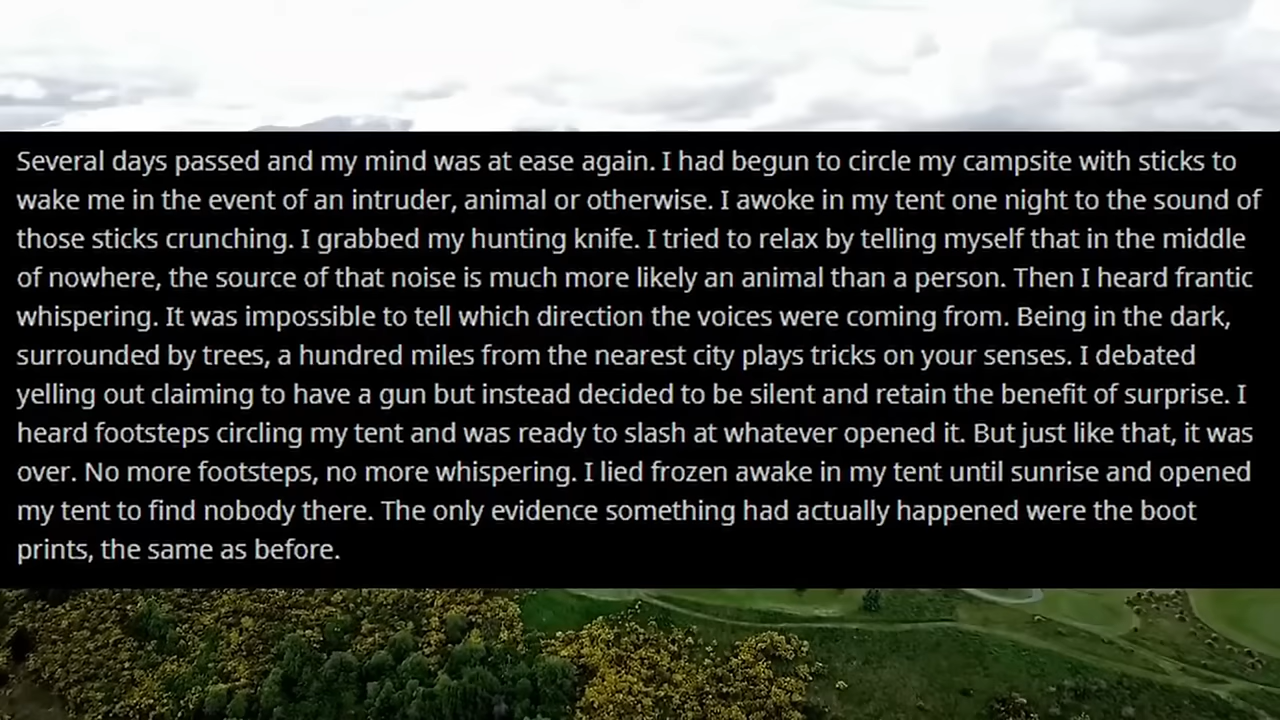 Several days passed and my mind was at ease again. I had begun to circle my campsite with sticks to
wake me in the event of an intruder, animal or otherwise. I awoke in my tent one night to the sound of
those sticks crunching. I grabbed my hunting knife. I tried to relax by telling myself that in the middle
of nowhere, the source of that noise is much more likely an animal than a person. Then I heard frantic
whispering. It was impossible to tell which direction the voices were coming from. Being in the dark,
surrounded by trees, a hundred miles from the nearest city plays tricks on your senses. I debated
yelling out claiming to have a gun but instead decided to be silent and retain the benefit of surprise. I
heard footsteps circling my tent and was ready to slash at whatever opened it. But just like that, it was
over. No more footsteps, no more whispering. I lied frozen awake in my tent until sunrise and opened
my tent to find nobody there. The only evidence something had actually happened were the boot
prints, the same as before.